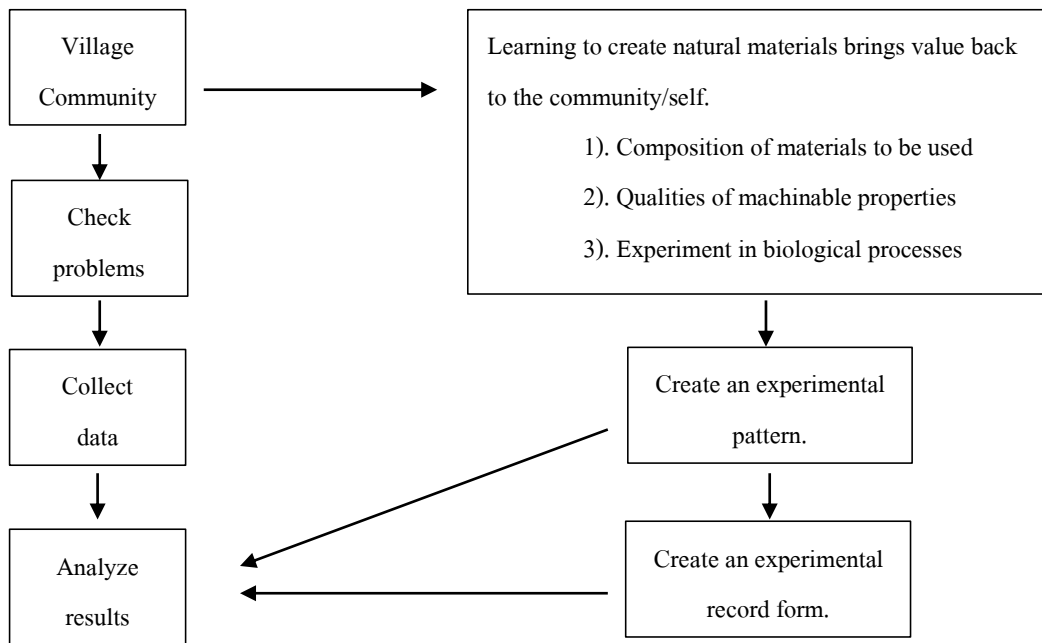 Village
Community
Check
problems
Collect
data
Analyze
results
Learning to create natural materials brings value back
to the community/self.
1). Composition of materials to be used
2). Qualities of machinable properties
3). Experiment in biological processes
Create an experimental
pattern.
Create an experimental
record form.